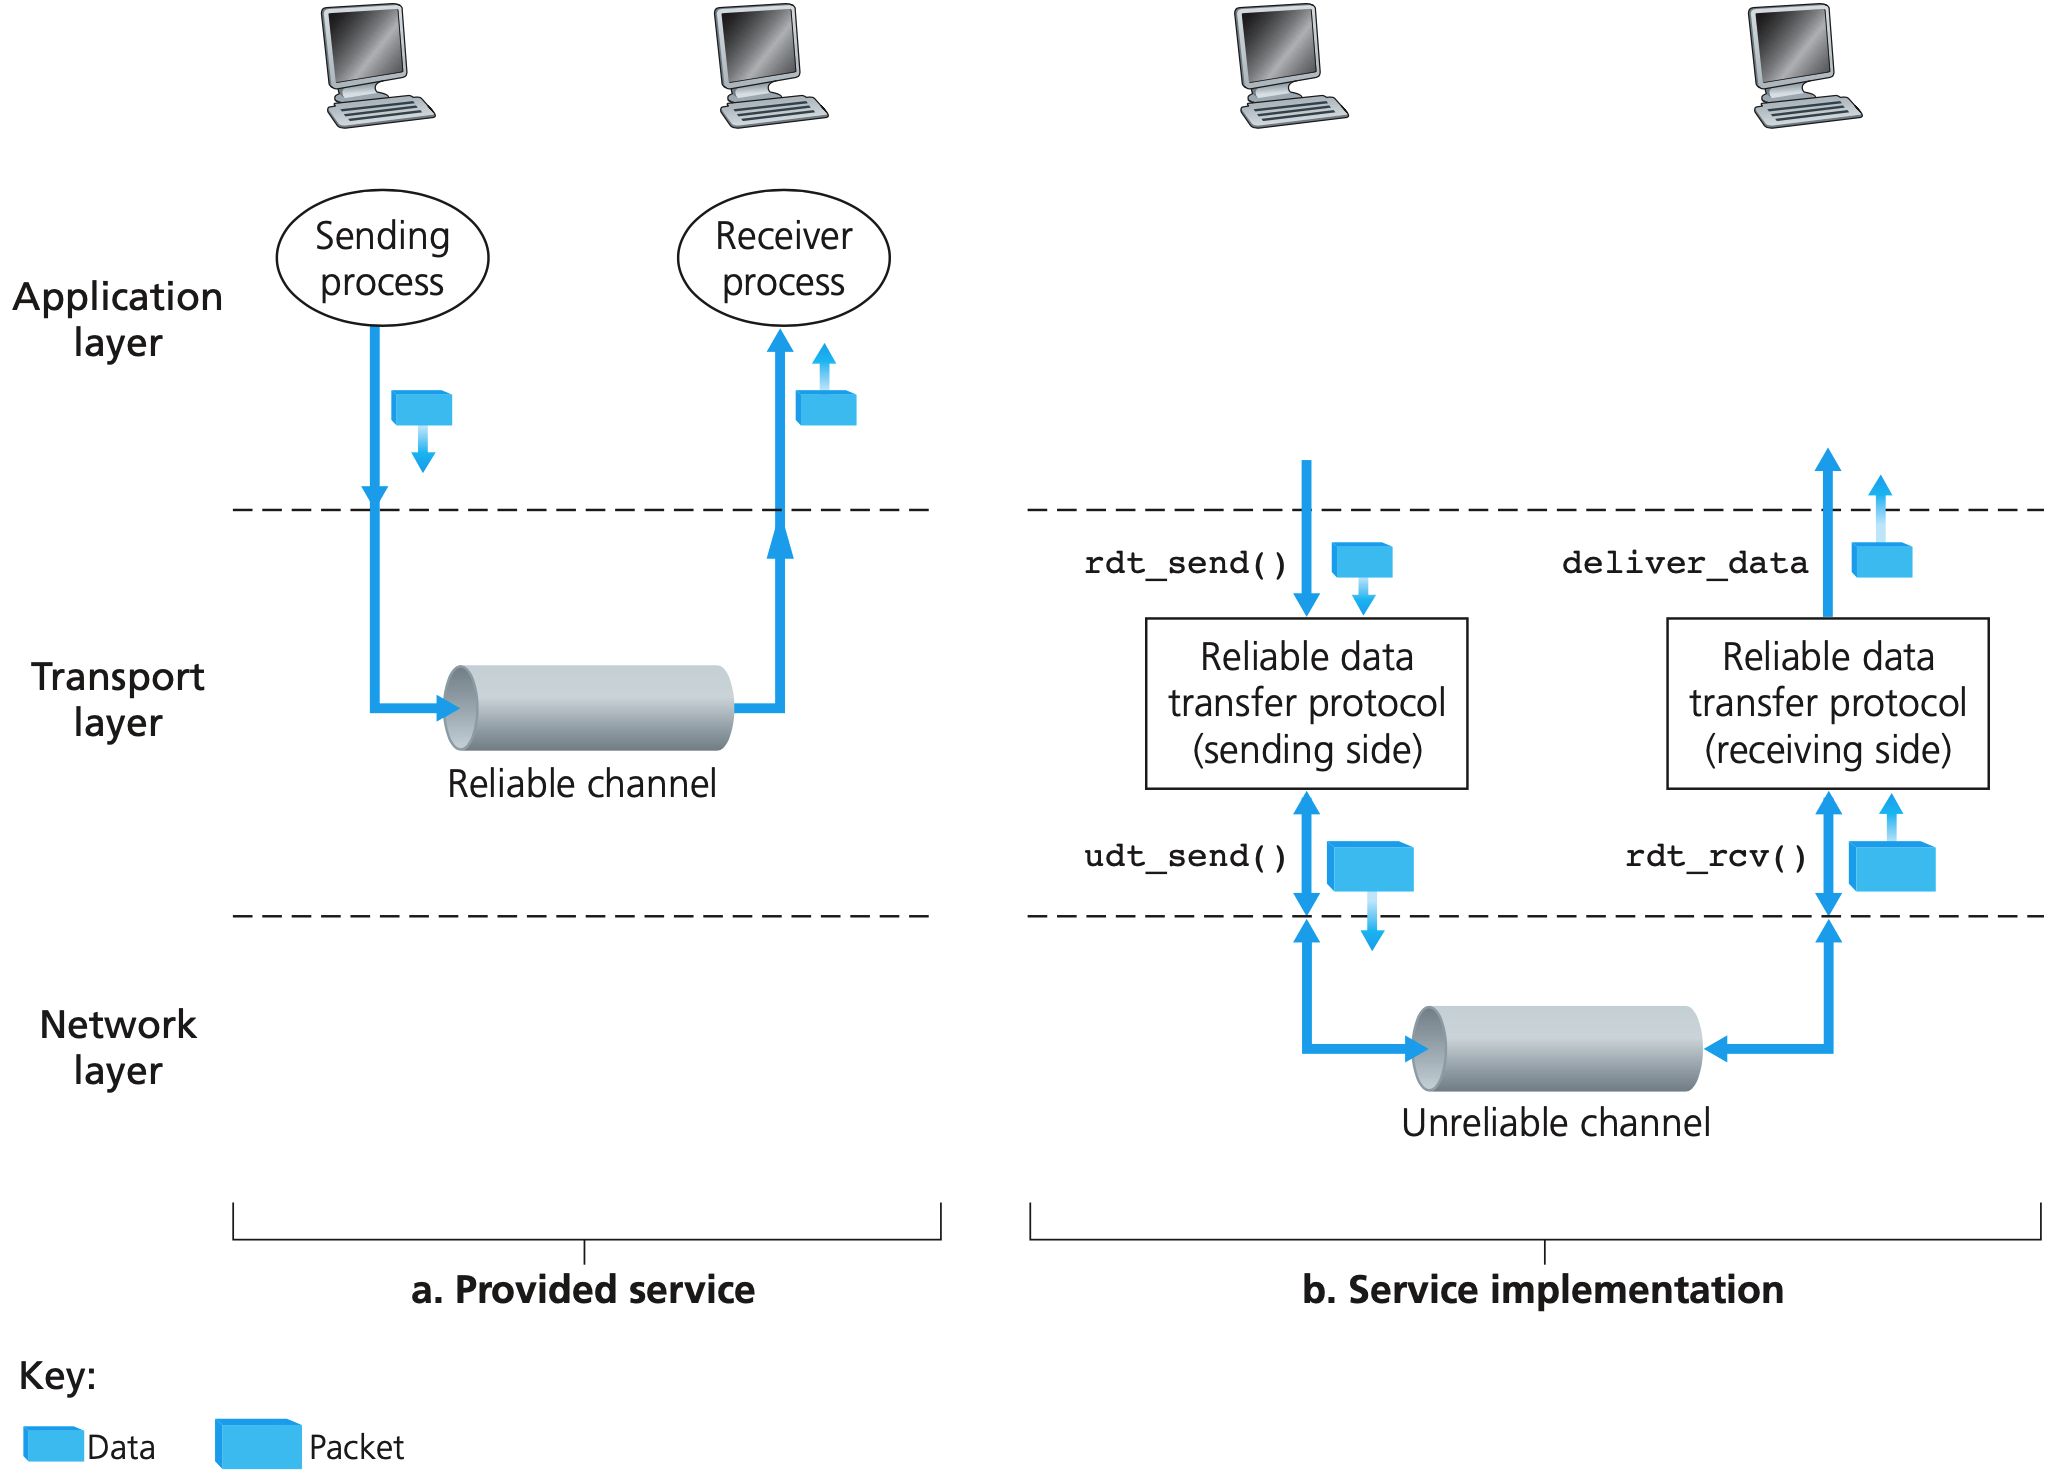 Sending
process
Receiver
process
Application
layer
rdt_send()
deliver_data
Transport
layer
Reliable channel
Reliable data
transfer protocol
(sending side)
Reliable data
transfer protocol
(receiving side)
udt_send()
rdt_rcv()
Network
layer
Unreliable channel
a. Provided service
b. Service implementation
Key:
Data
Packet